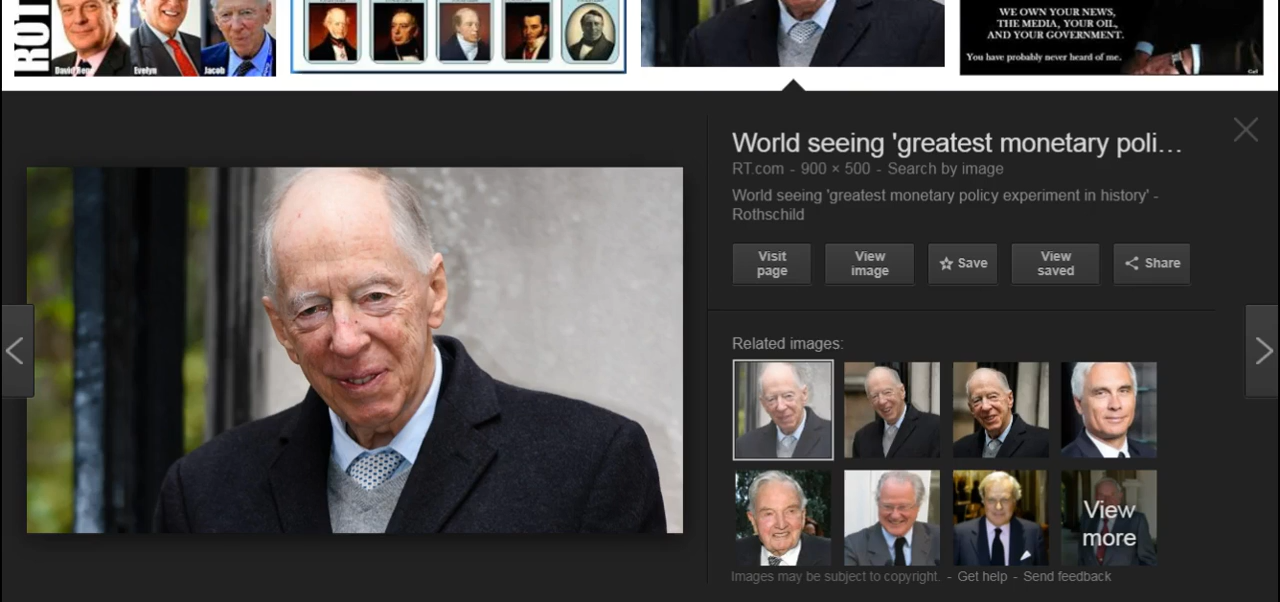 ROT
David Rene
Evelyn
Jacob
WE OWN YOUR NEWS,
THE MEDIA, YOUR OIL,
AND YOUR GOVERNMENT.
You have probably never heard of me.
World seeing 'greatest monetary poli...
RT.com - 900 × 500 - Search by image
World seeing 'greatest monetary policy experiment in history' -
Rothschild
Visit
page
View
image
Save
View
saved
Share
Related images:
View
more
Images may be subject to copyright. - Get help - Send feedback